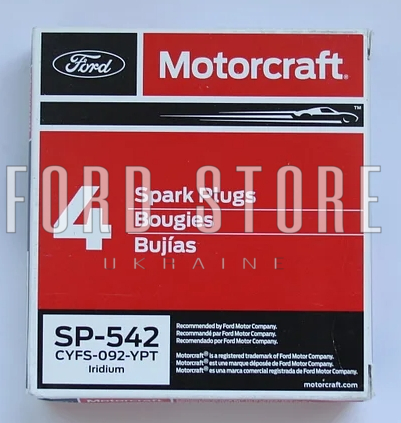 Ford
Motorcraft®
™
FORD STORE
4
Spark Plugs
Bougies
Bujías
UKRAINE
SP-542
CYFS-092-YPT
Iridium
Recommended by Ford Motor Company.
Recommandé par Ford Motor Company.
Recomendado por Ford Motor Company.
Motorcraft® is a registered trademark of Ford Motor Company.
Motorcraft® est une marque déposée de Ford Motor Company.
Motorcraft® es una marca comercial registrada de Ford Motor Company.
motorcraft.com